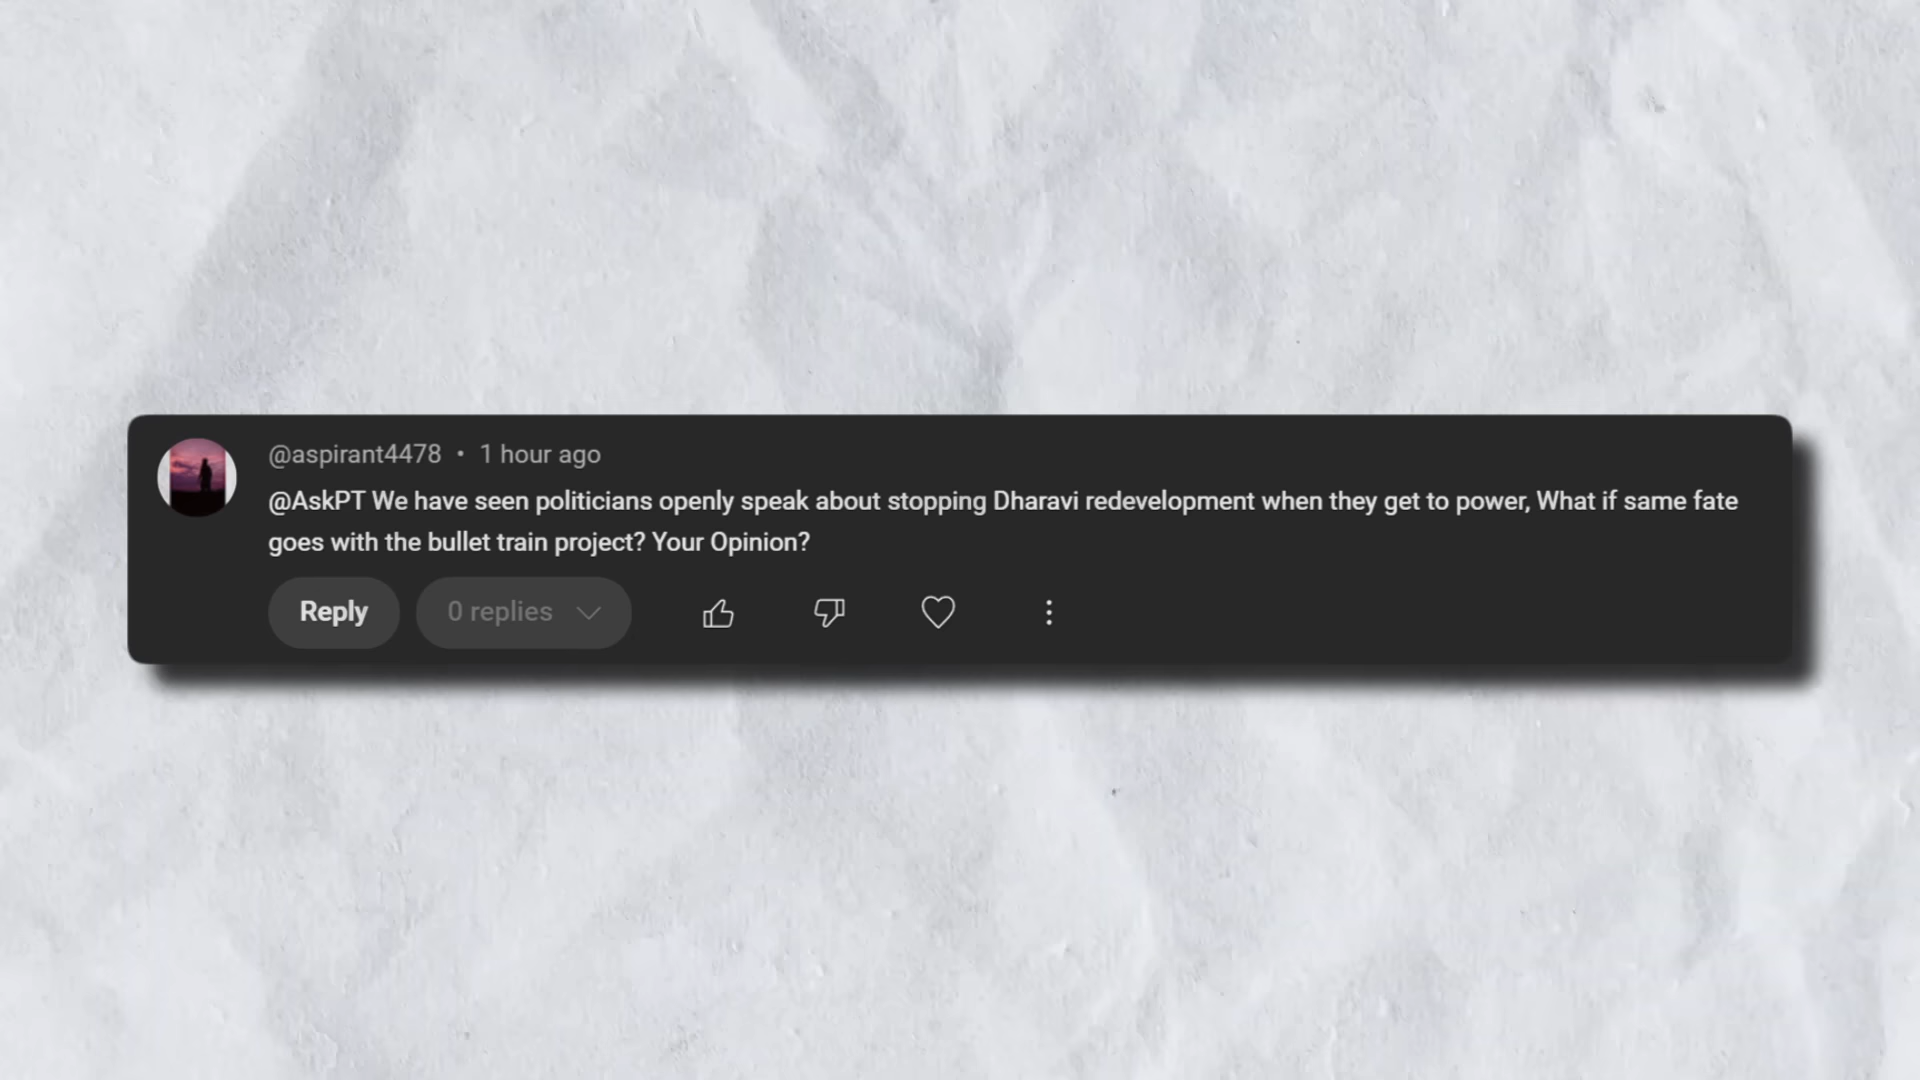 @aspirant4478 • 1 hour ago
@AskPT We have seen politicians openly speak about stopping Dharavi redevelopment when they get to power, What if same fate
goes with the bullet train project? Your Opinion?
Reply 0 replies